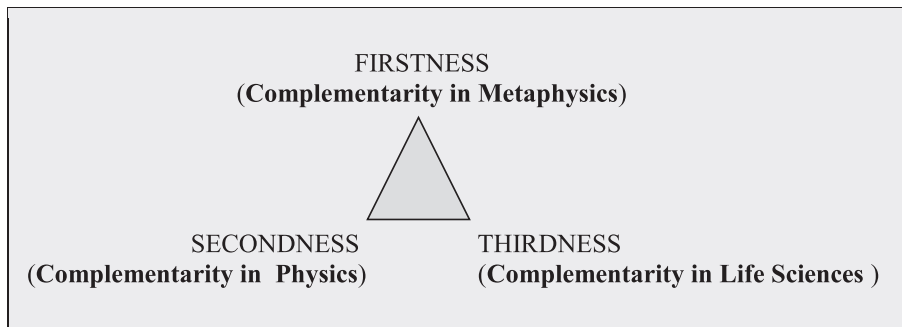 FIRSTNESS
(Complementarity in Metaphysics)
SECONDNESS
(Complementarity in  Physics)
THIRDNESS
(Complementarity in Life Sciences )